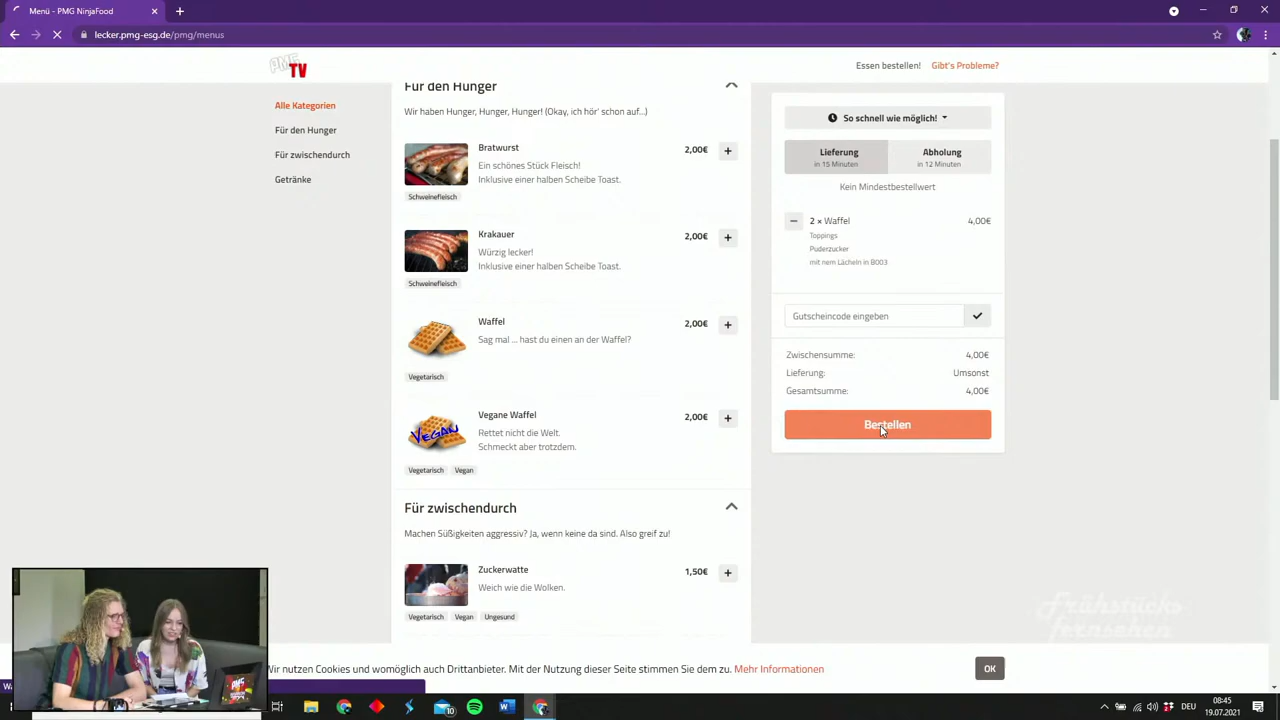 Menü - PMG NinjaFood
lecker.pmg-esg.de/pmg/menus
PMG TV
Essen bestellen!
Gibt's Probleme?
Alle Kategorien
Für den Hunger
Für zwischendurch
Getränke
Für den Hunger
Wir haben Hunger, Hunger, Hunger! (Okay, ich hör' schon auf...)
Bratwurst
2,00€
+
Ein schönes Stück Fleisch!
Inklusive einer halben Scheibe Toast.
Schweinefleisch
Krakauer
2,00€
+
Würzig lecker!
Inklusive einer halben Scheibe Toast.
Schweinefleisch
Waffel
2,00€
+
Sag mal ... hast du einen an der Waffel?
Vegetarisch
Vegane Waffel
2,00€
+
VEGAN
Rettet nicht die Welt.
Schmeckt aber trotzdem.
Vegetarisch
Vegan
Für zwischendurch
Machen Süßigkeiten aggressiv? Ja, wenn keine da sind. Also greif zu!
Zuckerwatte
1,50€
+
Weich wie die Wolken.
Vegetarisch
Vegan
Ungesund
So schnell wie möglich!
Lieferung
in 15 Minuten
Abholung
in 12 Minuten
Kein Mindestbestellwert
2 × Waffel
4,00€
Toppings
Puderzucker
mit nem Lächeln in B003
Gutscheincode eingeben
Zwischensumme:
4,00€
Lieferung:
Umsonst
Gesamtsumme:
4,00€
Bestellen
Frühstücks
fernsehen
Wir nutzen Cookies und womöglich auch Drittanbieter. Mit der Nutzung dieser Seite stimmen Sie dem zu. Mehr Informationen
OK
PMG TV
10
DEU
08:45
19.07.2021